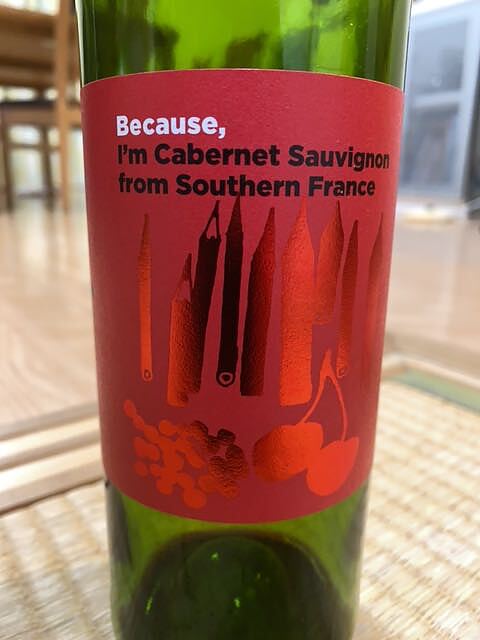 Because,
I'm Cabernet Sauvignon
from Southern France